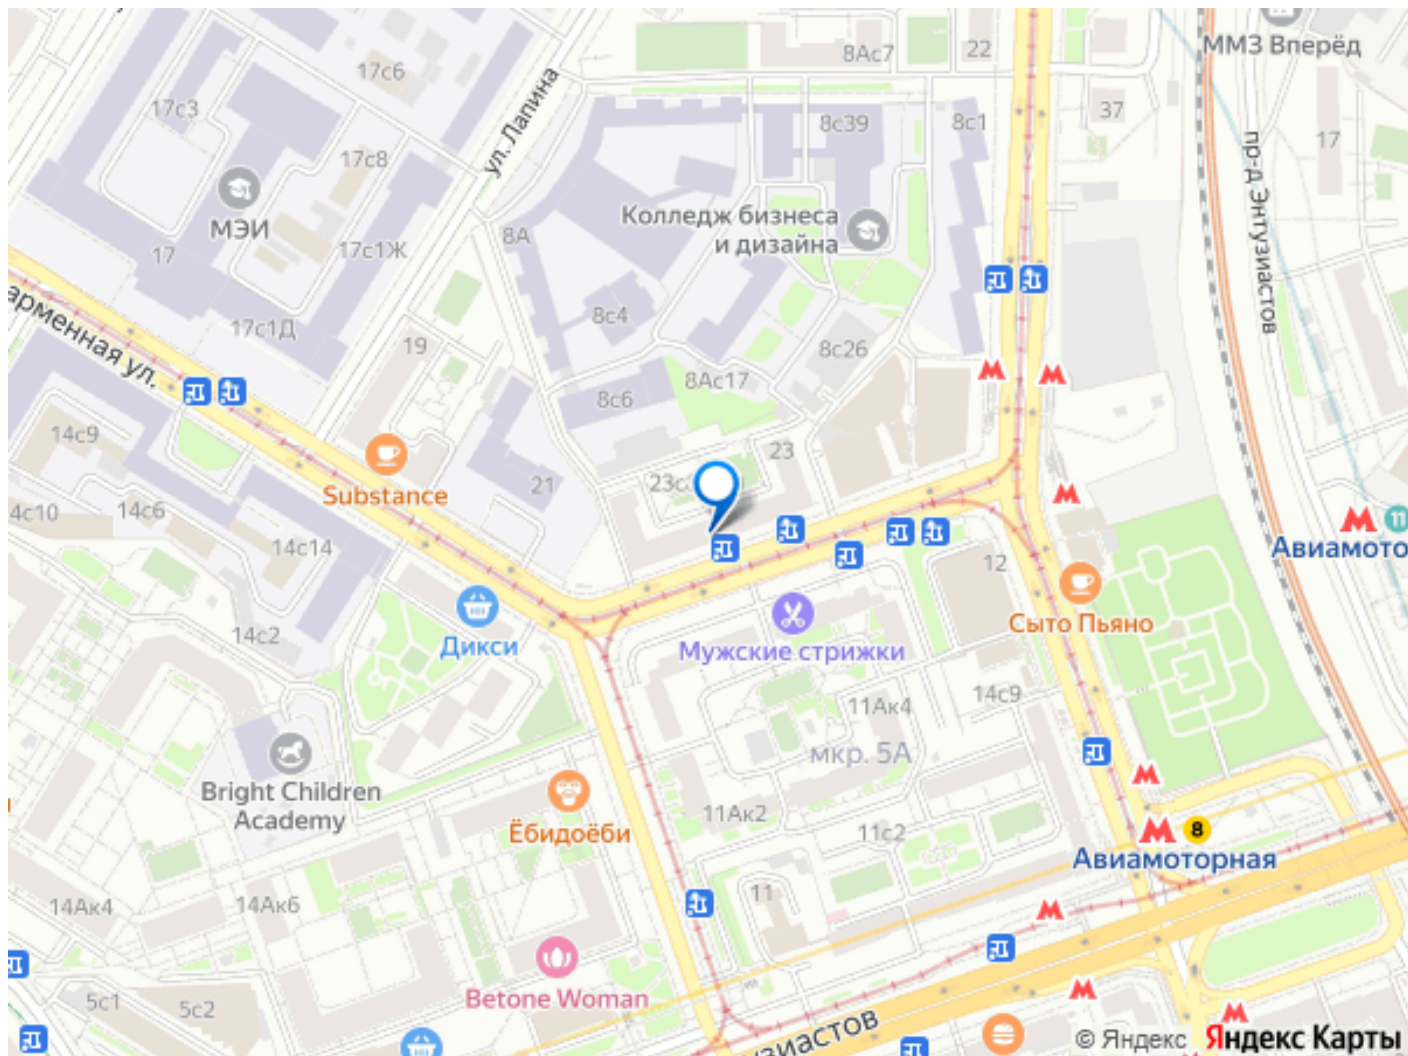 17с6
8Ас7
22
ММЗ Вперёд
17с3
ул. Лапина
8с39
8с1
37
17
17с8
пр-д Энтузиастов
МЭИ
Колледж бизнеса
и дизайна
8А
17
17с1Ж
17с1Д
8с4
19
8с26
арменная ул.
8Ас17
8с6
14с9
23
Substance
21
23с
4с10
14с6
11
14с14
Авиамото
12
Дикси
14с2
Сыто Пьяно
Мужские стрижки
14с9
11Ак4
мкр. 5А
Bright Children
Academy
Ёбидоёби
11Ак2
11с2
8
Авиамоторная
14Ак4
14Ак6
11
5с1
5с2
Betone Woman
узиастов
© Яндекс Яндекс Карты